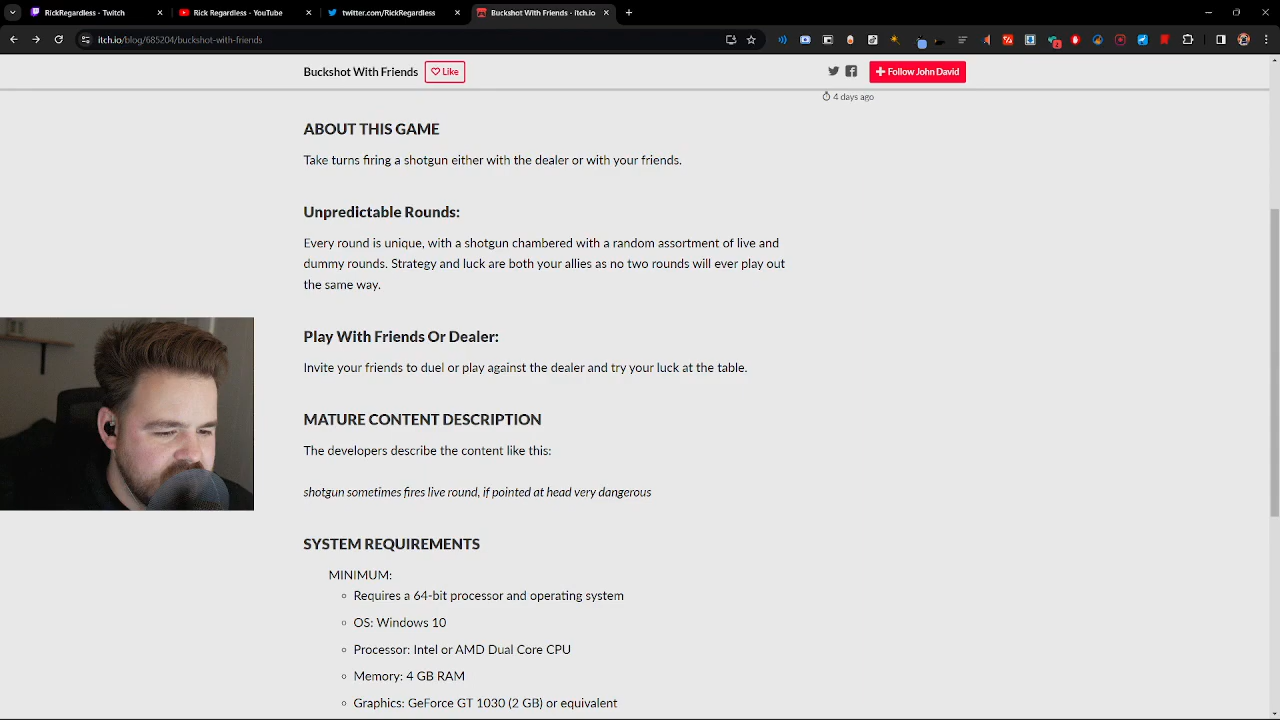 RickRegardless - Twitch
Rick Regardless - YouTube
twitter.com/RickRegardless
Buckshot With Friends - itch.io
itch.io/blog/685204/buckshot-with-friends
Buckshot With Friends
Like
Follow John David
4 days ago
ABOUT THIS GAME
Take turns firing a shotgun either with the dealer or with your friends.
Unpredictable Rounds:
Every round is unique, with a shotgun chambered with a random assortment of live and
dummy rounds. Strategy and luck are both your allies as no two rounds will ever play out
the same way.
Play With Friends Or Dealer:
Invite your friends to duel or play against the dealer and try your luck at the table.
MATURE CONTENT DESCRIPTION
The developers describe the content like this:
shotgun sometimes fires live round, if pointed at head very dangerous
SYSTEM REQUIREMENTS
MINIMUM:
Requires a 64-bit processor and operating system
OS: Windows 10
Processor: Intel or AMD Dual Core CPU
Memory: 4 GB RAM
Graphics: GeForce GT 1030 (2 GB) or equivalent